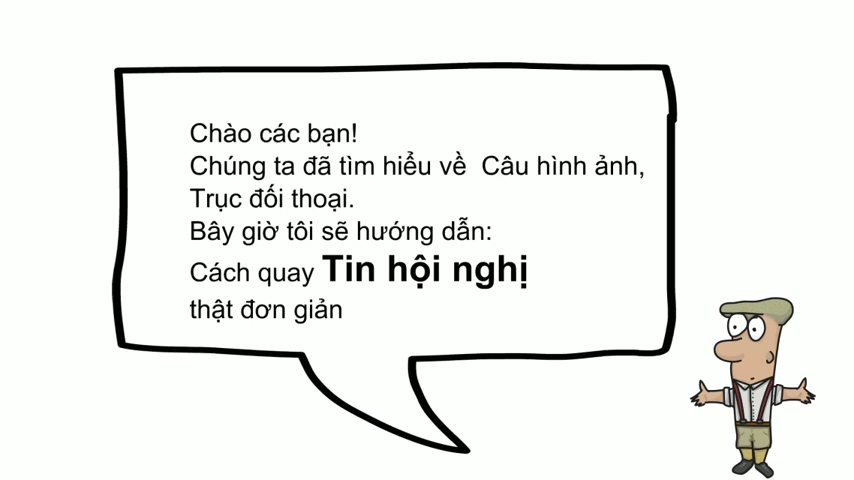 Chào các bạn!
Chúng ta đã tìm hiểu về Câu hình ảnh,
Trục đối thoại.
Bây giờ tôi sẽ hướng dẫn:
Cách quay Tin hội nghị
thật đơn giản